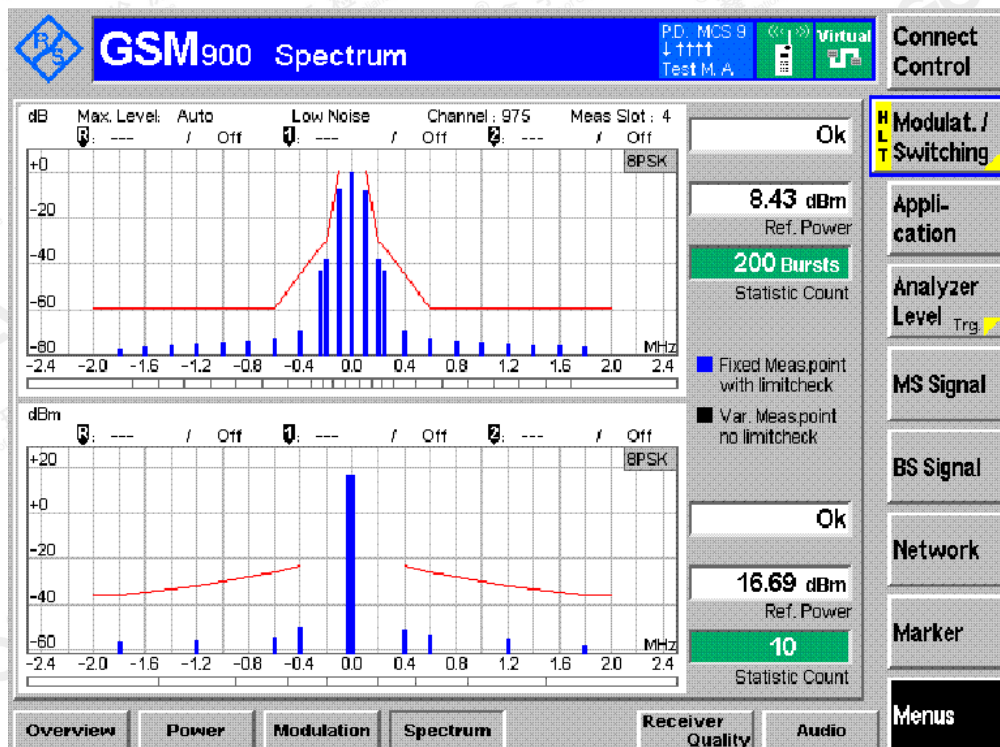 R/S
GSM900 Spectrum
P.D. MCS 9
↓ ↑↑↑↑
Test M. A
Virtual
Connect Control
dB Max. Level: Auto Low Noise Channel : 975 Meas Slot : 4
R: --- / Off 1: --- / Off 2: --- / Off
8PSK
+0
-20
-40
-60
-80
MHz
-2.4 -2.0 -1.6 -1.2 -0.8 -0.4 0.0 0.4 0.8 1.2 1.6 2.0 2.4
Ok
8.43 dBm
Ref. Power
200 Bursts
Statistic Count
Fixed Meas.point
with limitcheck
Var. Meas.point
no limitcheck
dBm
R: --- / Off 1: --- / Off 2: --- / Off
8PSK
+20
+0
-20
-40
-60
MHz
-2.4 -2.0 -1.6 -1.2 -0.8 -0.4 0.0 0.4 0.8 1.2 1.6 2.0 2.4
Ok
16.69 dBm
Ref. Power
10
Statistic Count
HLT
Modulat. /
Switching
Appli-
cation
Analyzer
Level Trg.
MS Signal
BS Signal
Network
Marker
Menus
Overview Power Modulation Spectrum Receiver Quality Audio